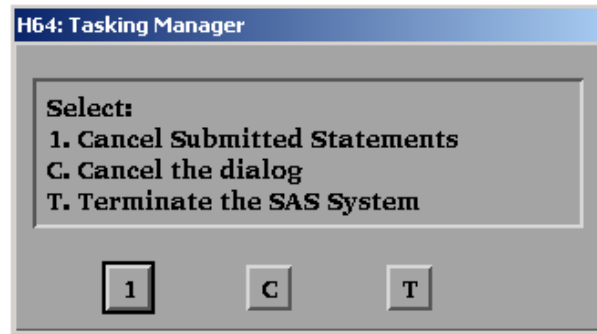 H64: Tasking Manager
Select:
1. Cancel Submitted Statements
C. Cancel the dialog
T. Terminate the SAS System
1 C T